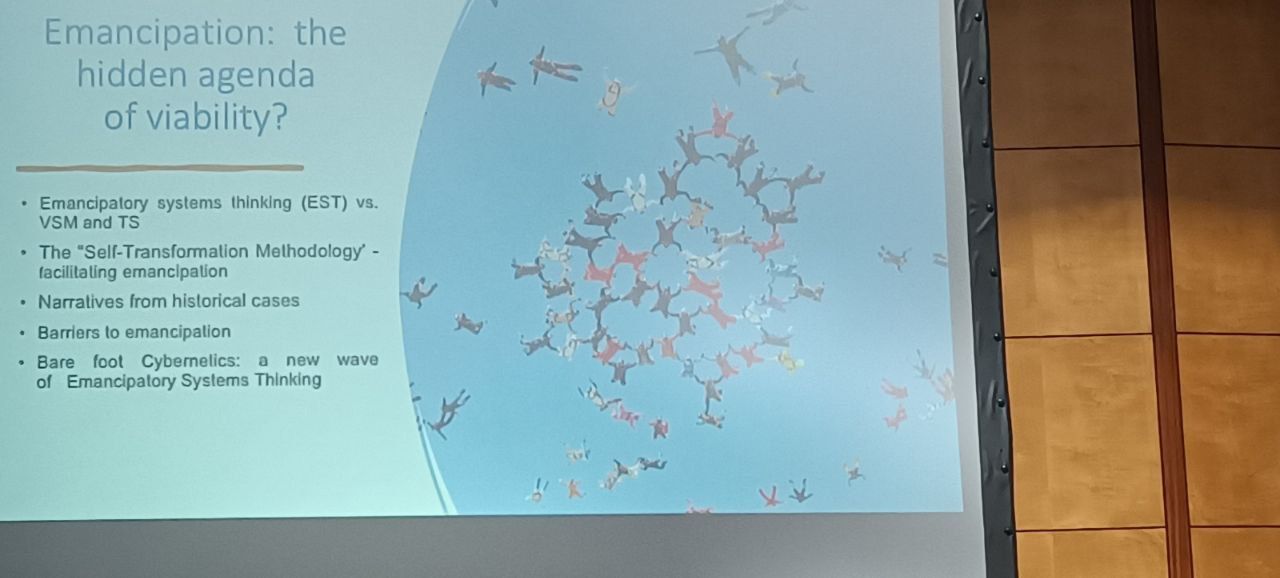 Emancipation: the
hidden agenda
of viability?
• Emancipatory systems thinking (EST) vs.
VSM and TS
• The “Self-Transformation Methodology' -
facilitating emancipation
• Narratives from historical cases
• Barriers to emancipation
• Bare foot Cybernetics: a new wave
of Emancipatory Systems Thinking